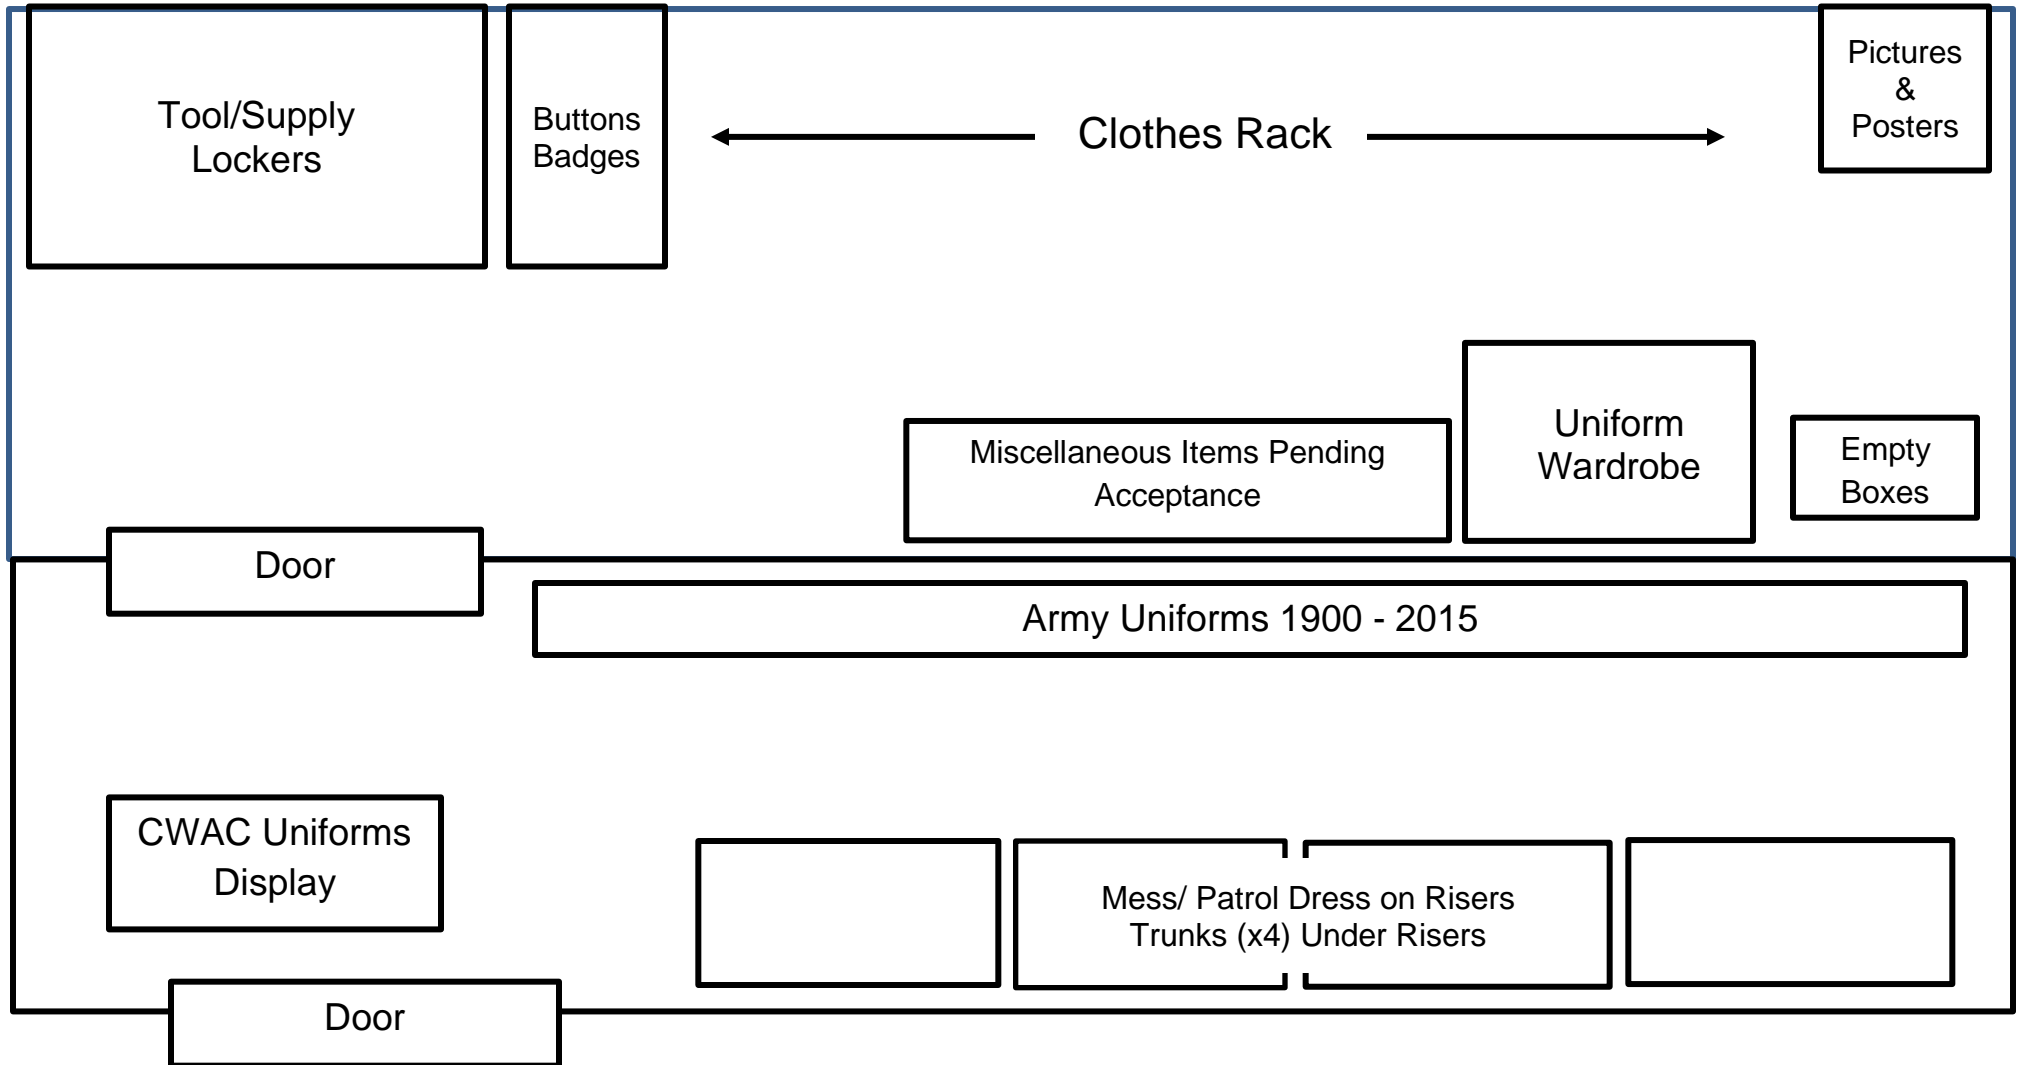 Tool/Supply
Lockers
Buttons
Badges
Clothes Rack
Pictures
&
Posters
Miscellaneous Items Pending
Acceptance
Uniform
Wardrobe
Empty
Boxes
Door
Army Uniforms 1900 - 2015
CWAC Uniforms
Display
Mess/ Patrol Dress on Risers
Trunks (x4) Under Risers
Door